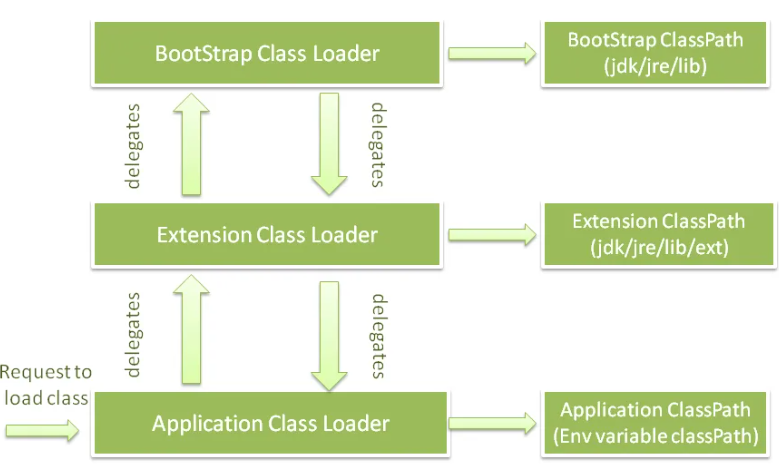 BootStrap Class Loader
BootStrap ClassPath
(jdk/jre/lib)
delegates
delegates
Extension Class Loader
Extension ClassPath
(jdk/jre/lib/ext)
delegates
delegates
Request to
load class
Application Class Loader
Application ClassPath
(Env variable classPath)